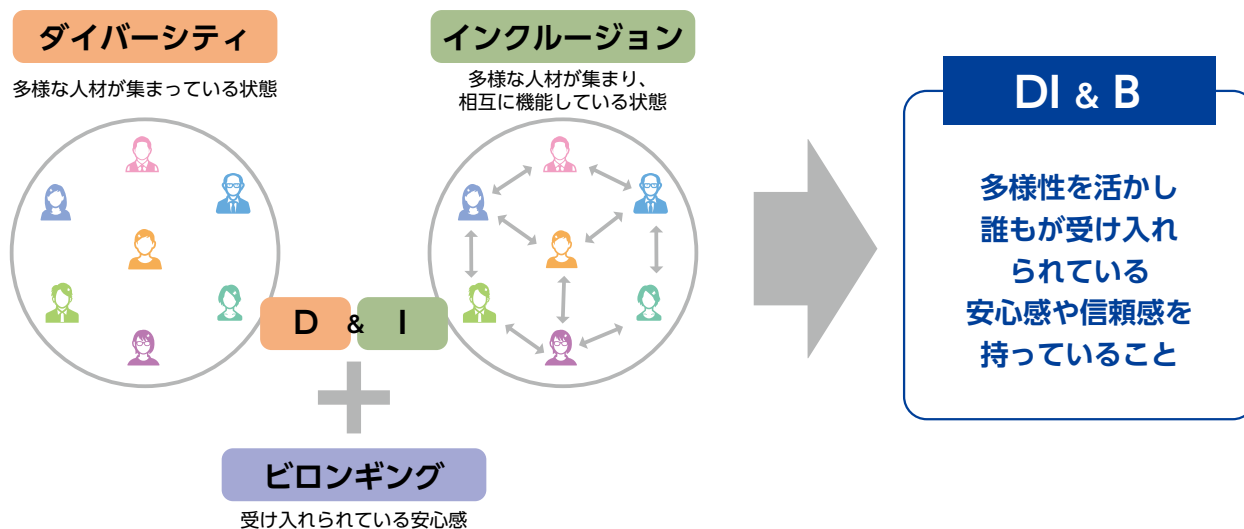 ダイバーシティ
多様な人材が集まっている状態
インクルージョン
多様な人材が集まり、
相互に機能している状態
D & I
ビロンギング
受け入れられている安心感
DI & B
多様性を活かし
誰もが受け入れ
られている
安心感や信頼感を
持っていること